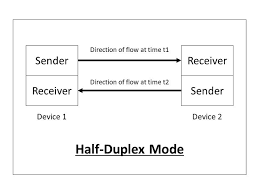 Direction of flow at time t1
Sender Receiver
Direction of flow at time t2
Receiver Sender
Device 1 Device 2
Half-Duplex Mode